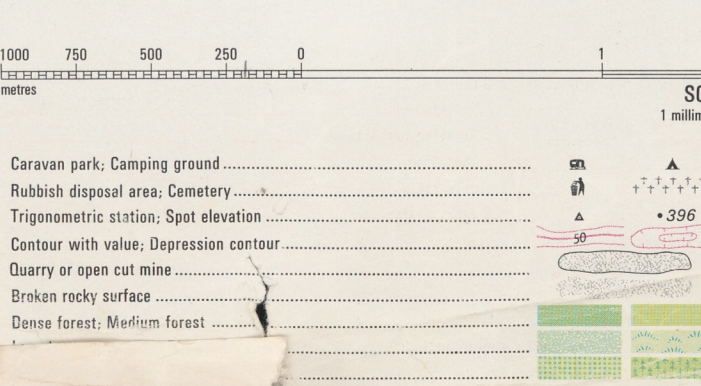 1000 750 500 250 0 1
metres
1 millim
Caravan park; Camping ground
Rubbish disposal area; Cemetery
Trigonometric station; Spot elevation • 396
Contour with value; Depression contour 50
Quarry or open cut mine
Broken rocky surface
Dense forest; Medium forest